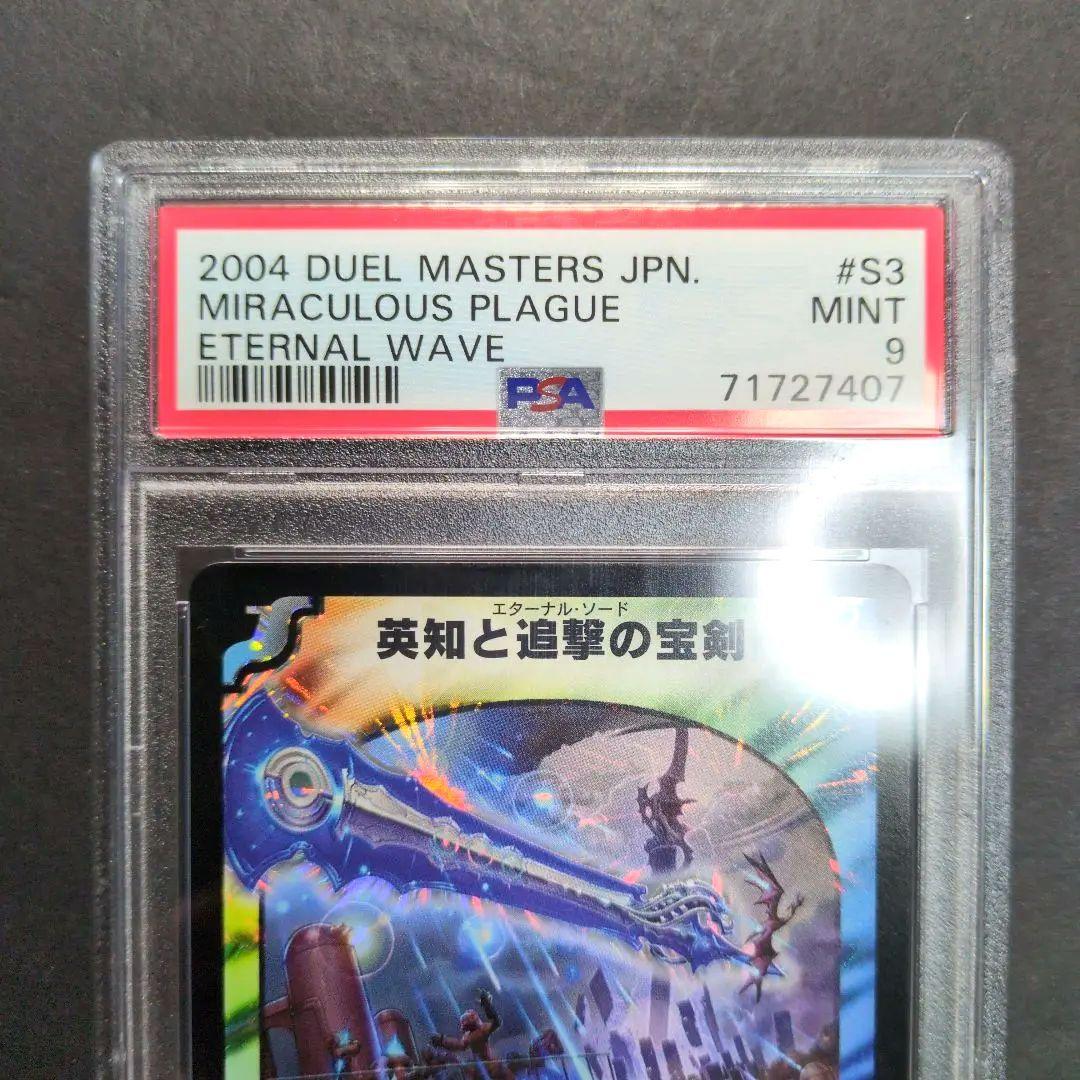 2004 DUEL MASTERS JPN. #S3
MIRACULOUS PLAGUE MINT
ETERNAL WAVE 9
PSA 71727407
エターナル・ソード
英知と追撃の宝剣